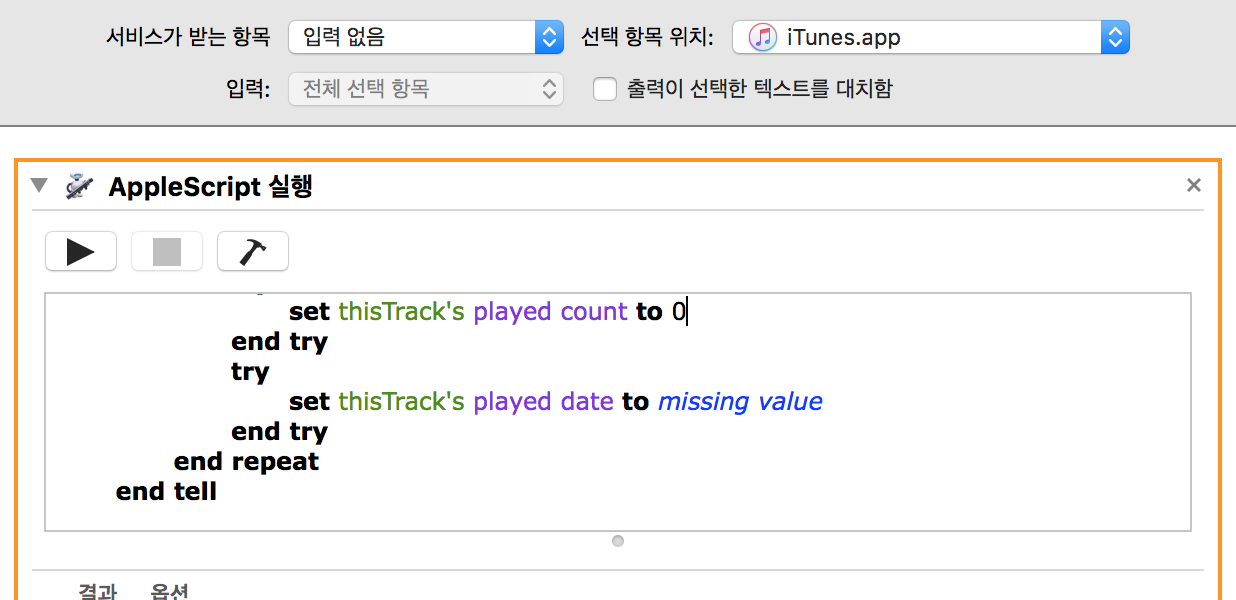 서비스가 받는 항목 입력 없음 선택 항목 위치: iTunes.app
입력: 전체 선택 항목 출력이 선택한 텍스트를 대치함
AppleScript 실행
set thisTrack's played count to 0
end try
try
set thisTrack's played date to missing value
end try
end repeat
end tell
결과 옵션